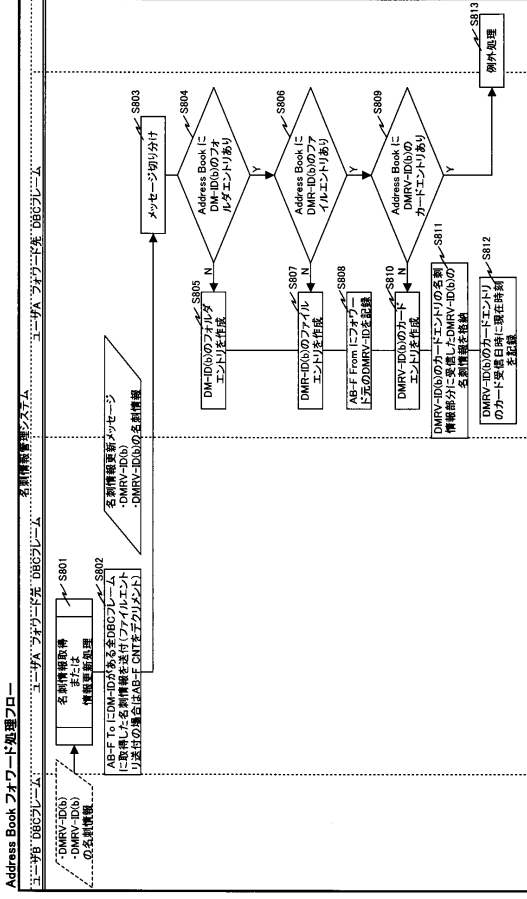 Address Book フォワード処理フロー
名刺情報管理システム
ユーザB DBCフレーム
ユーザA フォワード元 DBCフレーム
ユーザA フォワード先 DBCフレーム
・DMRV-ID(b)
・DMRV-ID(b)
の名刺情報
S801
名刺情報取得
または
情報更新処理
S802
AB-F To にDM-IDがある全DBCフレーム
に取得した名刺情報を送付(ファイルエント
リ送付の場合はAB-F CNTをデクリメント)
名刺情報更新メッセージ
・DMRV-ID(b)
・DMRV-ID(b)の名刺情報
S803
メッセージ切り分け
S804
Address Book に
DM-ID(b)のフォ
ルダエントリあり
N
Y
S805
DM-ID(b)のフォルダ
エントリを作成
S806
Address Book に
DMR-ID(b)のファ
イルエントリあり
N
Y
S807
DMR-ID(b)のファイル
エントリを作成
S808
AB-F From にフォワー
ド元のDMRV-IDを記録
S809
Address Book に
DMRV-ID(b)の
カードエントリあり
N
Y
S810
DMRV-ID(b)のカード
エントリを作成
S811
DMRV-ID(b)のカードエントリの名刺
情報部分に受信したDMRV-ID(b)の
名刺情報を格納
S812
DMRV-ID(b)のカードエントリ
のカード受信日時に現在時刻
を記録
S813
例外処理